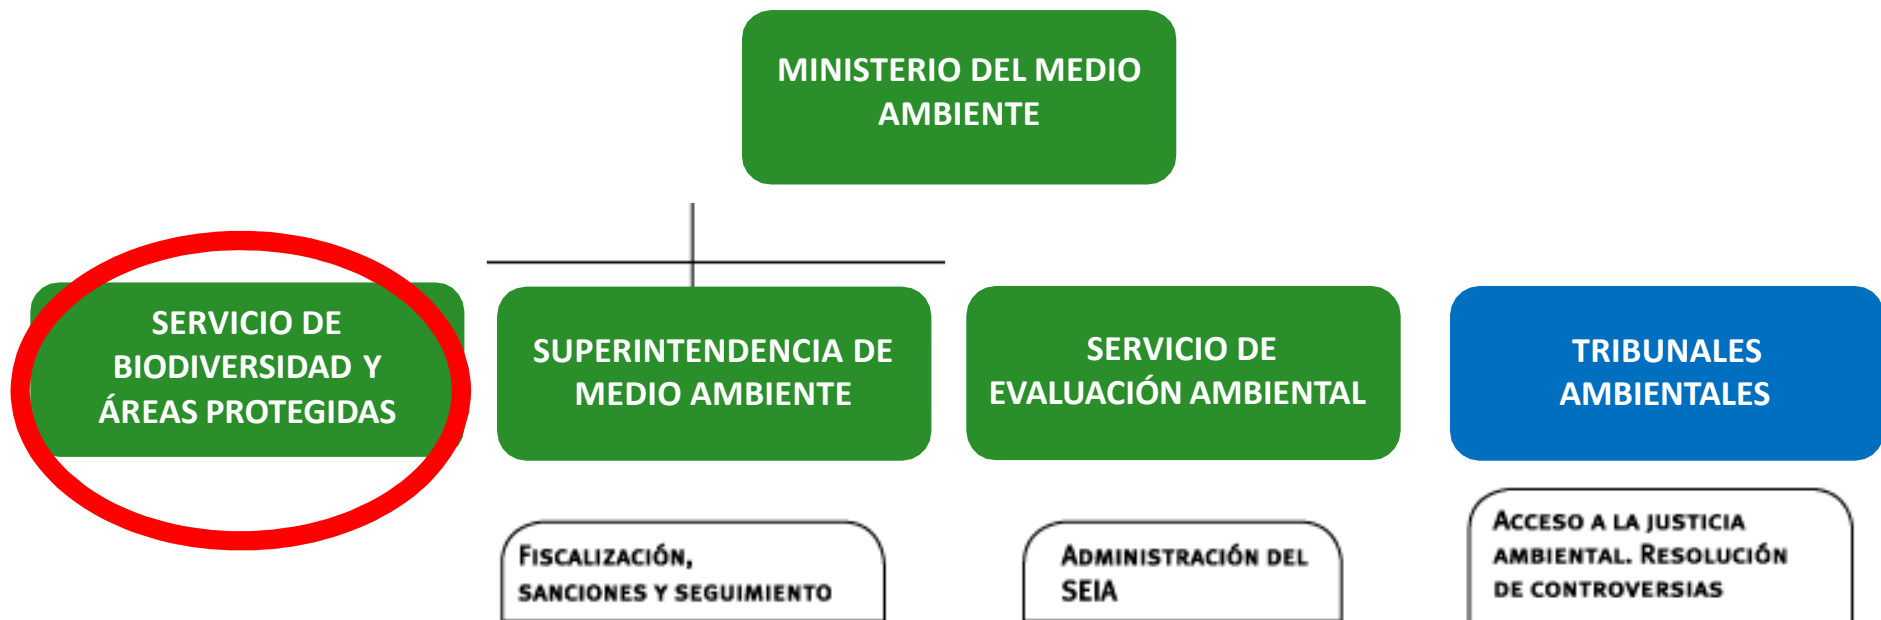 MINISTERIO DEL MEDIO
AMBIENTE
SERVICIO DE
BIODIVERSIDAD Y
ÁREAS PROTEGIDAS
SUPERINTENDENCIA DE
MEDIO AMBIENTE
SERVICIO DE
EVALUACIÓN AMBIENTAL
TRIBUNALES
AMBIENTALES
FISCALIZACIÓN,
SANCIONES Y SEGUIMIENTO
ADMINISTRACIÓN DEL
SEIA
ACCESO A LA JUSTICIA
AMBIENTAL. RESOLUCIÓN
DE CONTROVERSIAS